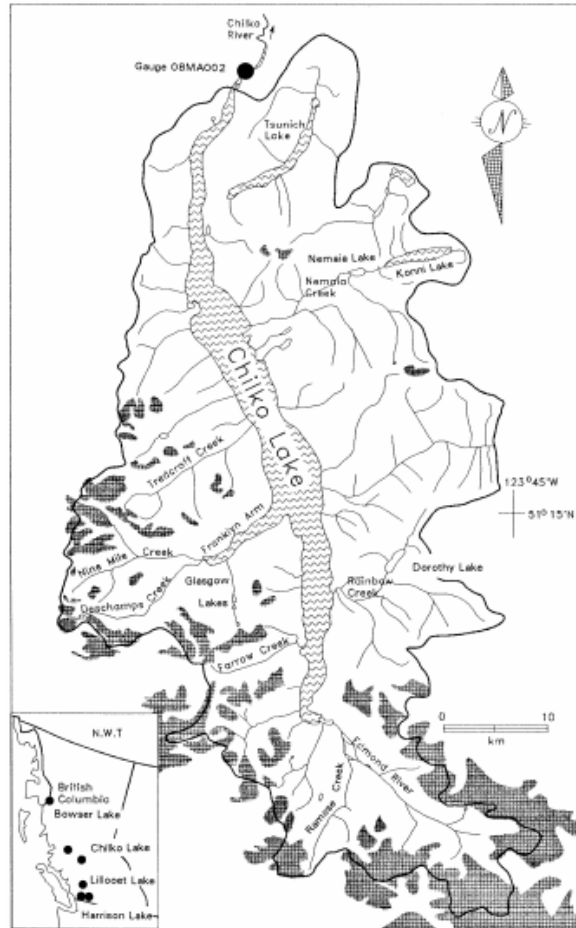 Chilko
River
Gauge 08MA002
Tsunich
Lake
N
Nemaia Lake
Konni Lake
Nemaia
Creek
Chilko Lake
Tredcroft Creek
123°45'W
51°15'N
Franklyn Arm
Nine Mile Creek
Dorothy Lake
Rainbow
Creek
Deschamps Creek
Glasgow
Lakes
Farrow Creek
0 10
km
Edmond River
Ramose Creek
N.W.T
British
Columbia
Bowser Lake
Chilko Lake
Lillooet Lake
Harrison Lake